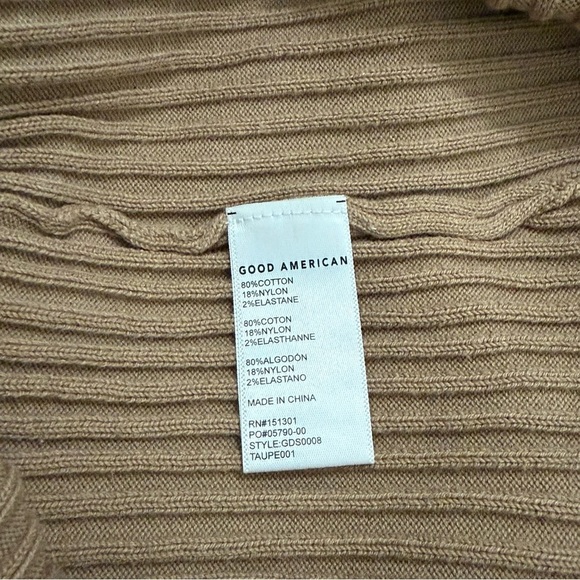 GOOD AMERICAN
80%COTTON
18%NYLON
2%ELASTANE
80%COTON
18%NYLON
2%ELASTHANNE
80%ALGODÓN
18%NYLON
2%ELASTANO
MADE IN CHINA
RN#151301
PO#05790-00
STYLE:GDS0008
TAUPE001